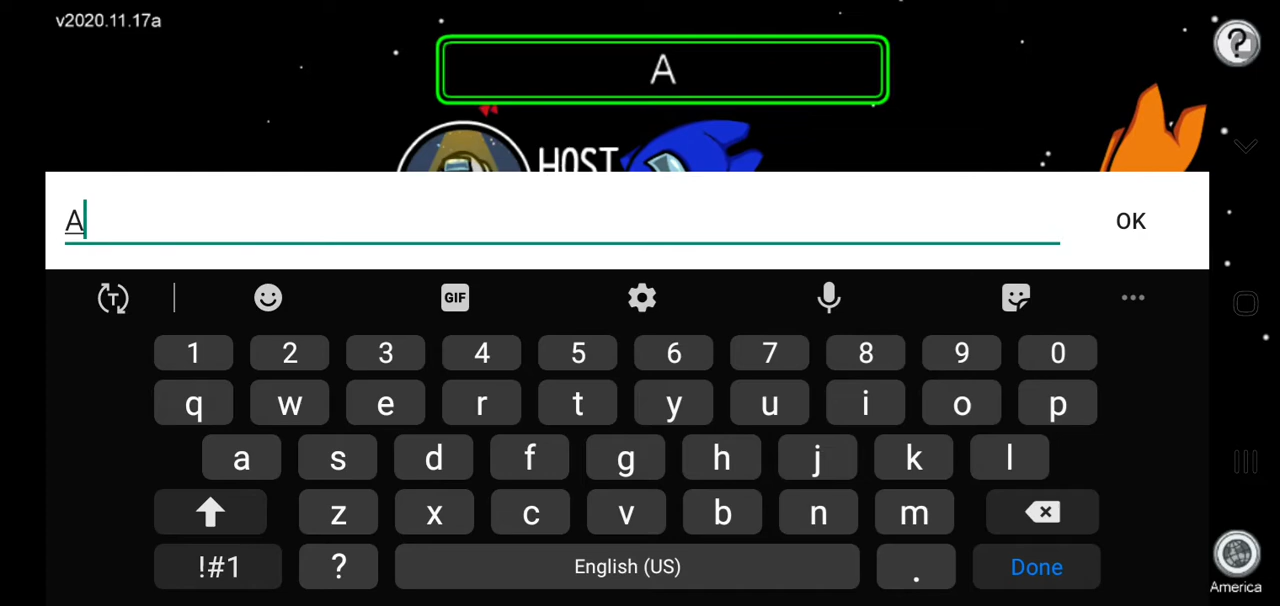 v2020.11.17a
A
HOST
A
OK
T
GIF
1 2 3 4 5 6 7 8 9 0
q w e r t y u i o p
a s d f g h j k l
z x c v b n m
!#1 ? English (US) . Done
America